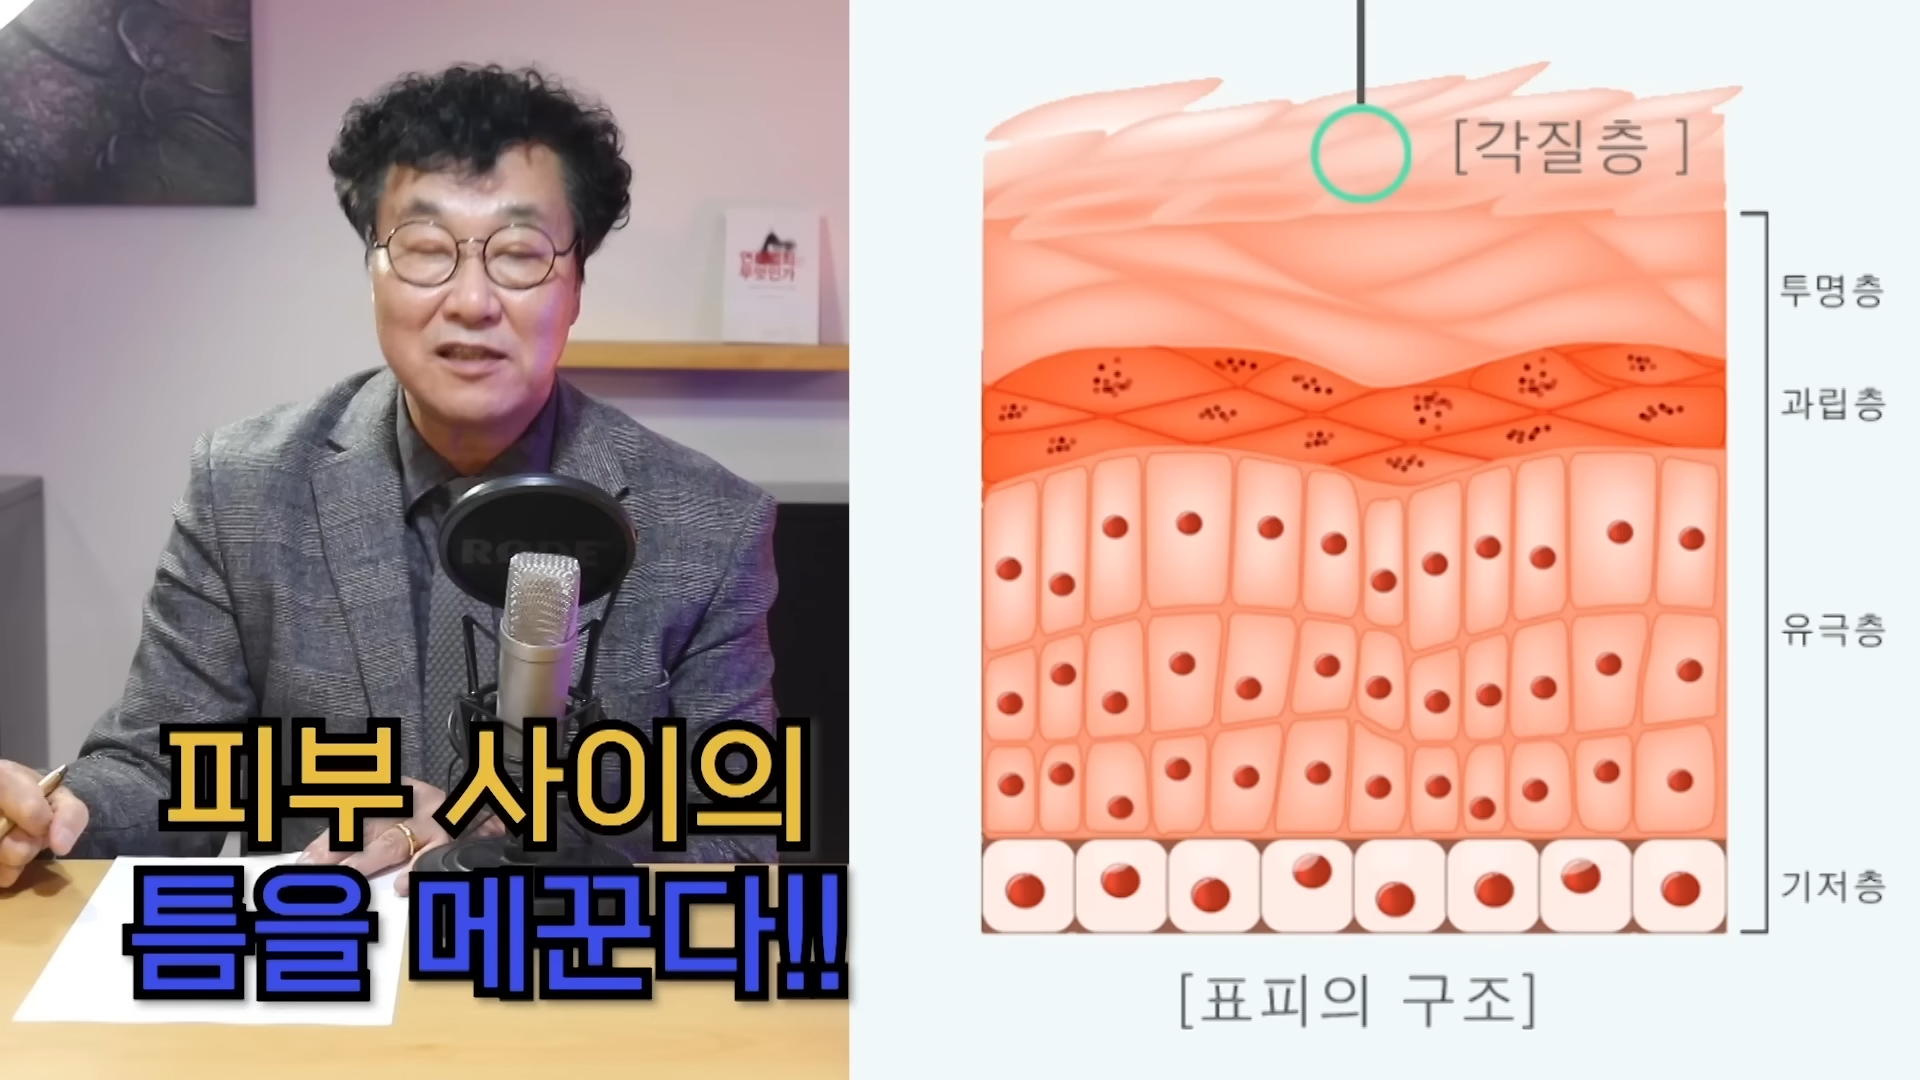 RODE
피부 사이의
틈을 메꾼다!!
[각질층 ]
투명층
과립층
유극층
기저층
[표피의 구조]